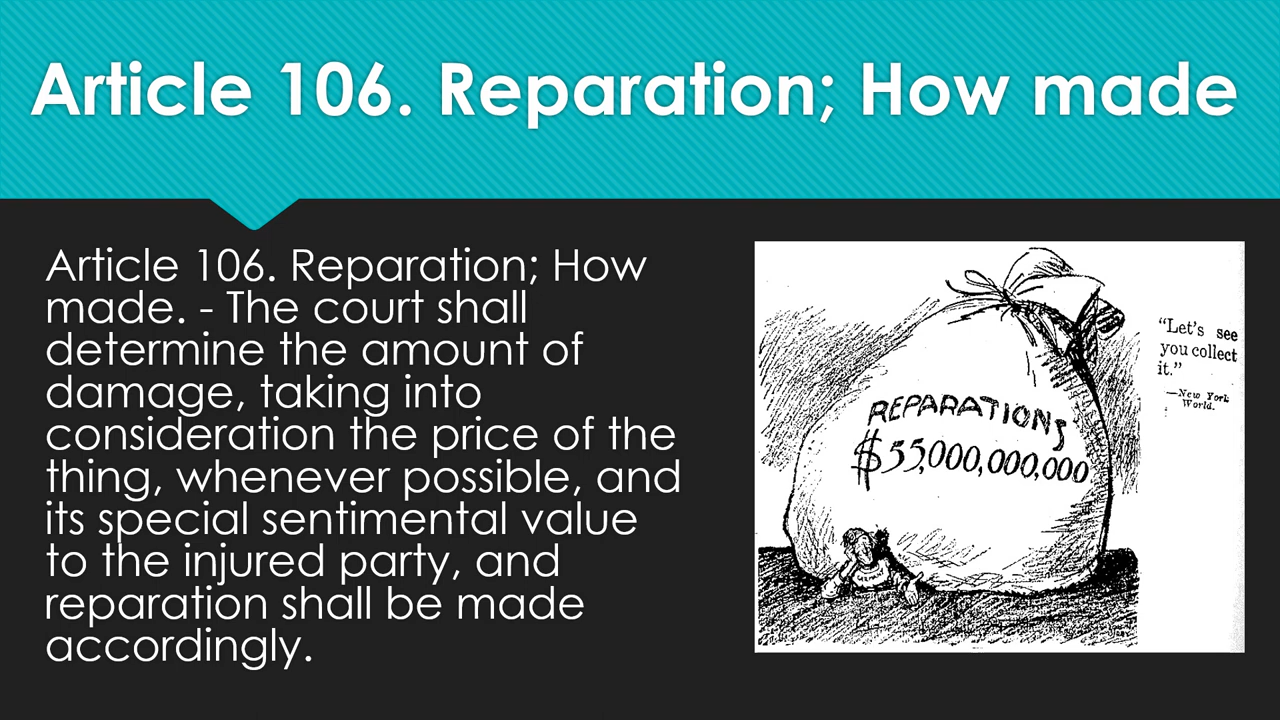 Article 106. Reparation; How made
Article 106. Reparation; How
made. - The court shall
determine the amount of
damage, taking into
consideration the price of the
thing, whenever possible, and
its special sentimental value
to the injured party, and
reparation shall be made
accordingly.
REPARATIONS
$55,000,000,000
“Let’s see
you collect
it.”
—New York
World.